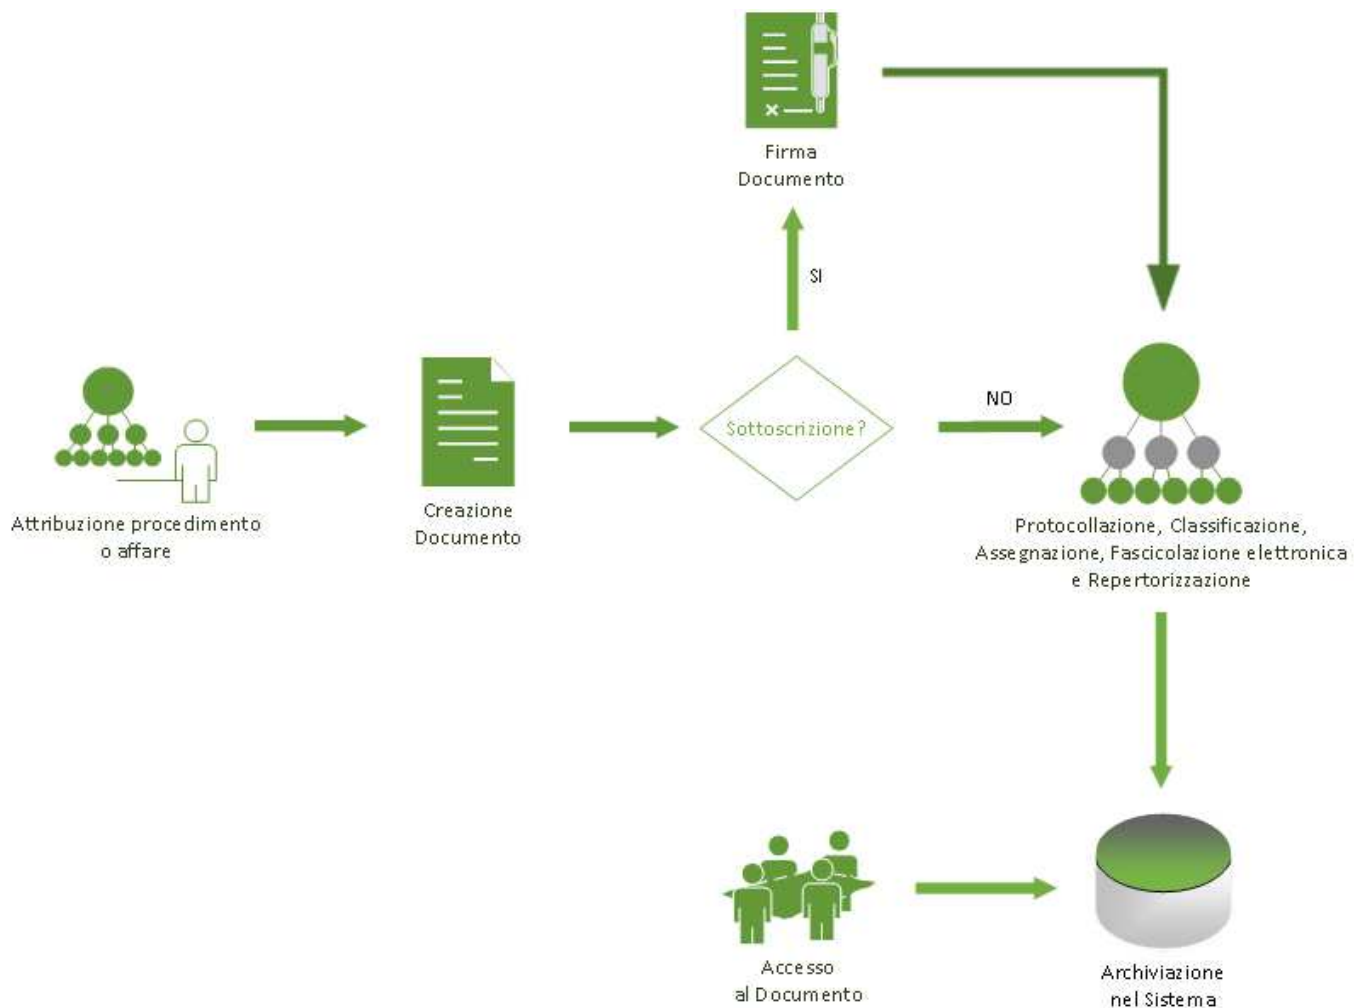 Firma
Documento
SI
NO
Sottoscrizione?
Attribuzione procedimento
o affare
Creazione
Documento
Protocollazione, Classificazione,
Assegnazione, Fascicolazione elettronica
e Repertorizzazione
Accesso
al Documento
Archiviazione
nel Sistema